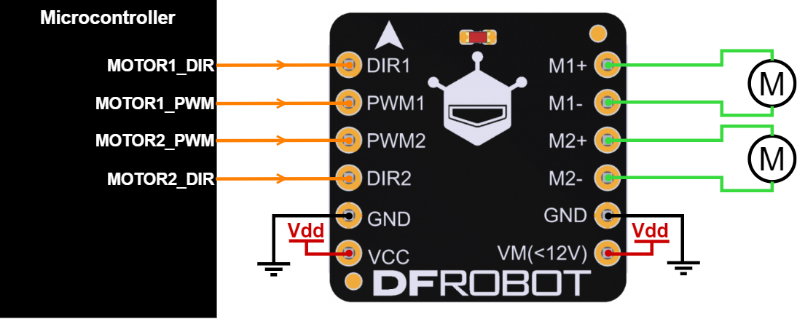 Microcontroller
MOTOR1_DIR
MOTOR1_PWM
MOTOR2_PWM
MOTOR2_DIR
Vdd
DIR1
PWM1
PWM2
DIR2
GND
VCC
M1+
M1-
M2+
M2-
GND
VM(<12V)
DFROBOT
M
M
Vdd